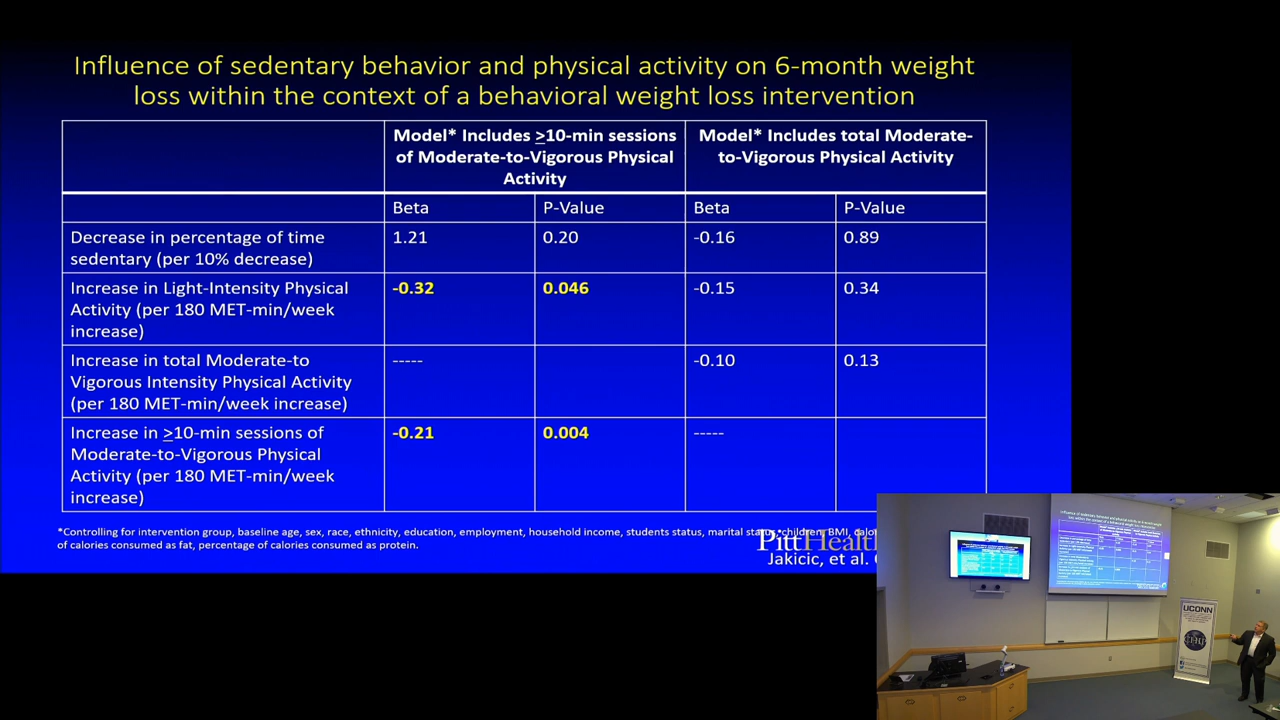 Influence of sedentary behavior and physical activity on 6-month weight
loss within the context of a behavioral weight loss intervention
Model* Includes >10-min sessions
of Moderate-to-Vigorous Physical
Activity
Model* Includes total Moderate-
to-Vigorous Physical Activity
Beta
P-Value
Beta
P-Value
Decrease in percentage of time
sedentary (per 10% decrease)
1.21
0.20
-0.16
0.89
Increase in Light-Intensity Physical
Activity (per 180 MET-min/week
increase)
-0.32
0.046
-0.15
0.34
Increase in total Moderate-to
Vigorous Intensity Physical Activity
(per 180 MET-min/week increase)
-----
-0.10
0.13
Increase in >10-min sessions of
Moderate-to-Vigorous Physical
Activity (per 180 MET-min/week
increase)
-0.21
0.004
-----
*Controlling for intervention group, baseline age, sex, race, ethnicity, education, employment, household income, students status, marital status, children, BMI,
of calories consumed as fat, percentage of calories consumed as protein.
PittHealth
Jakicic, et al.
UCONN